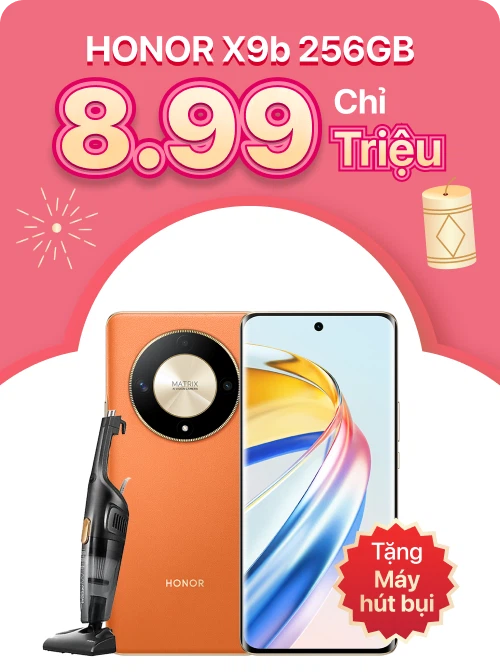 HONOR X9b 256GB
8.99 Chỉ Triệu
MATRIX
HONOR
Tặng
Máy
hút bụi